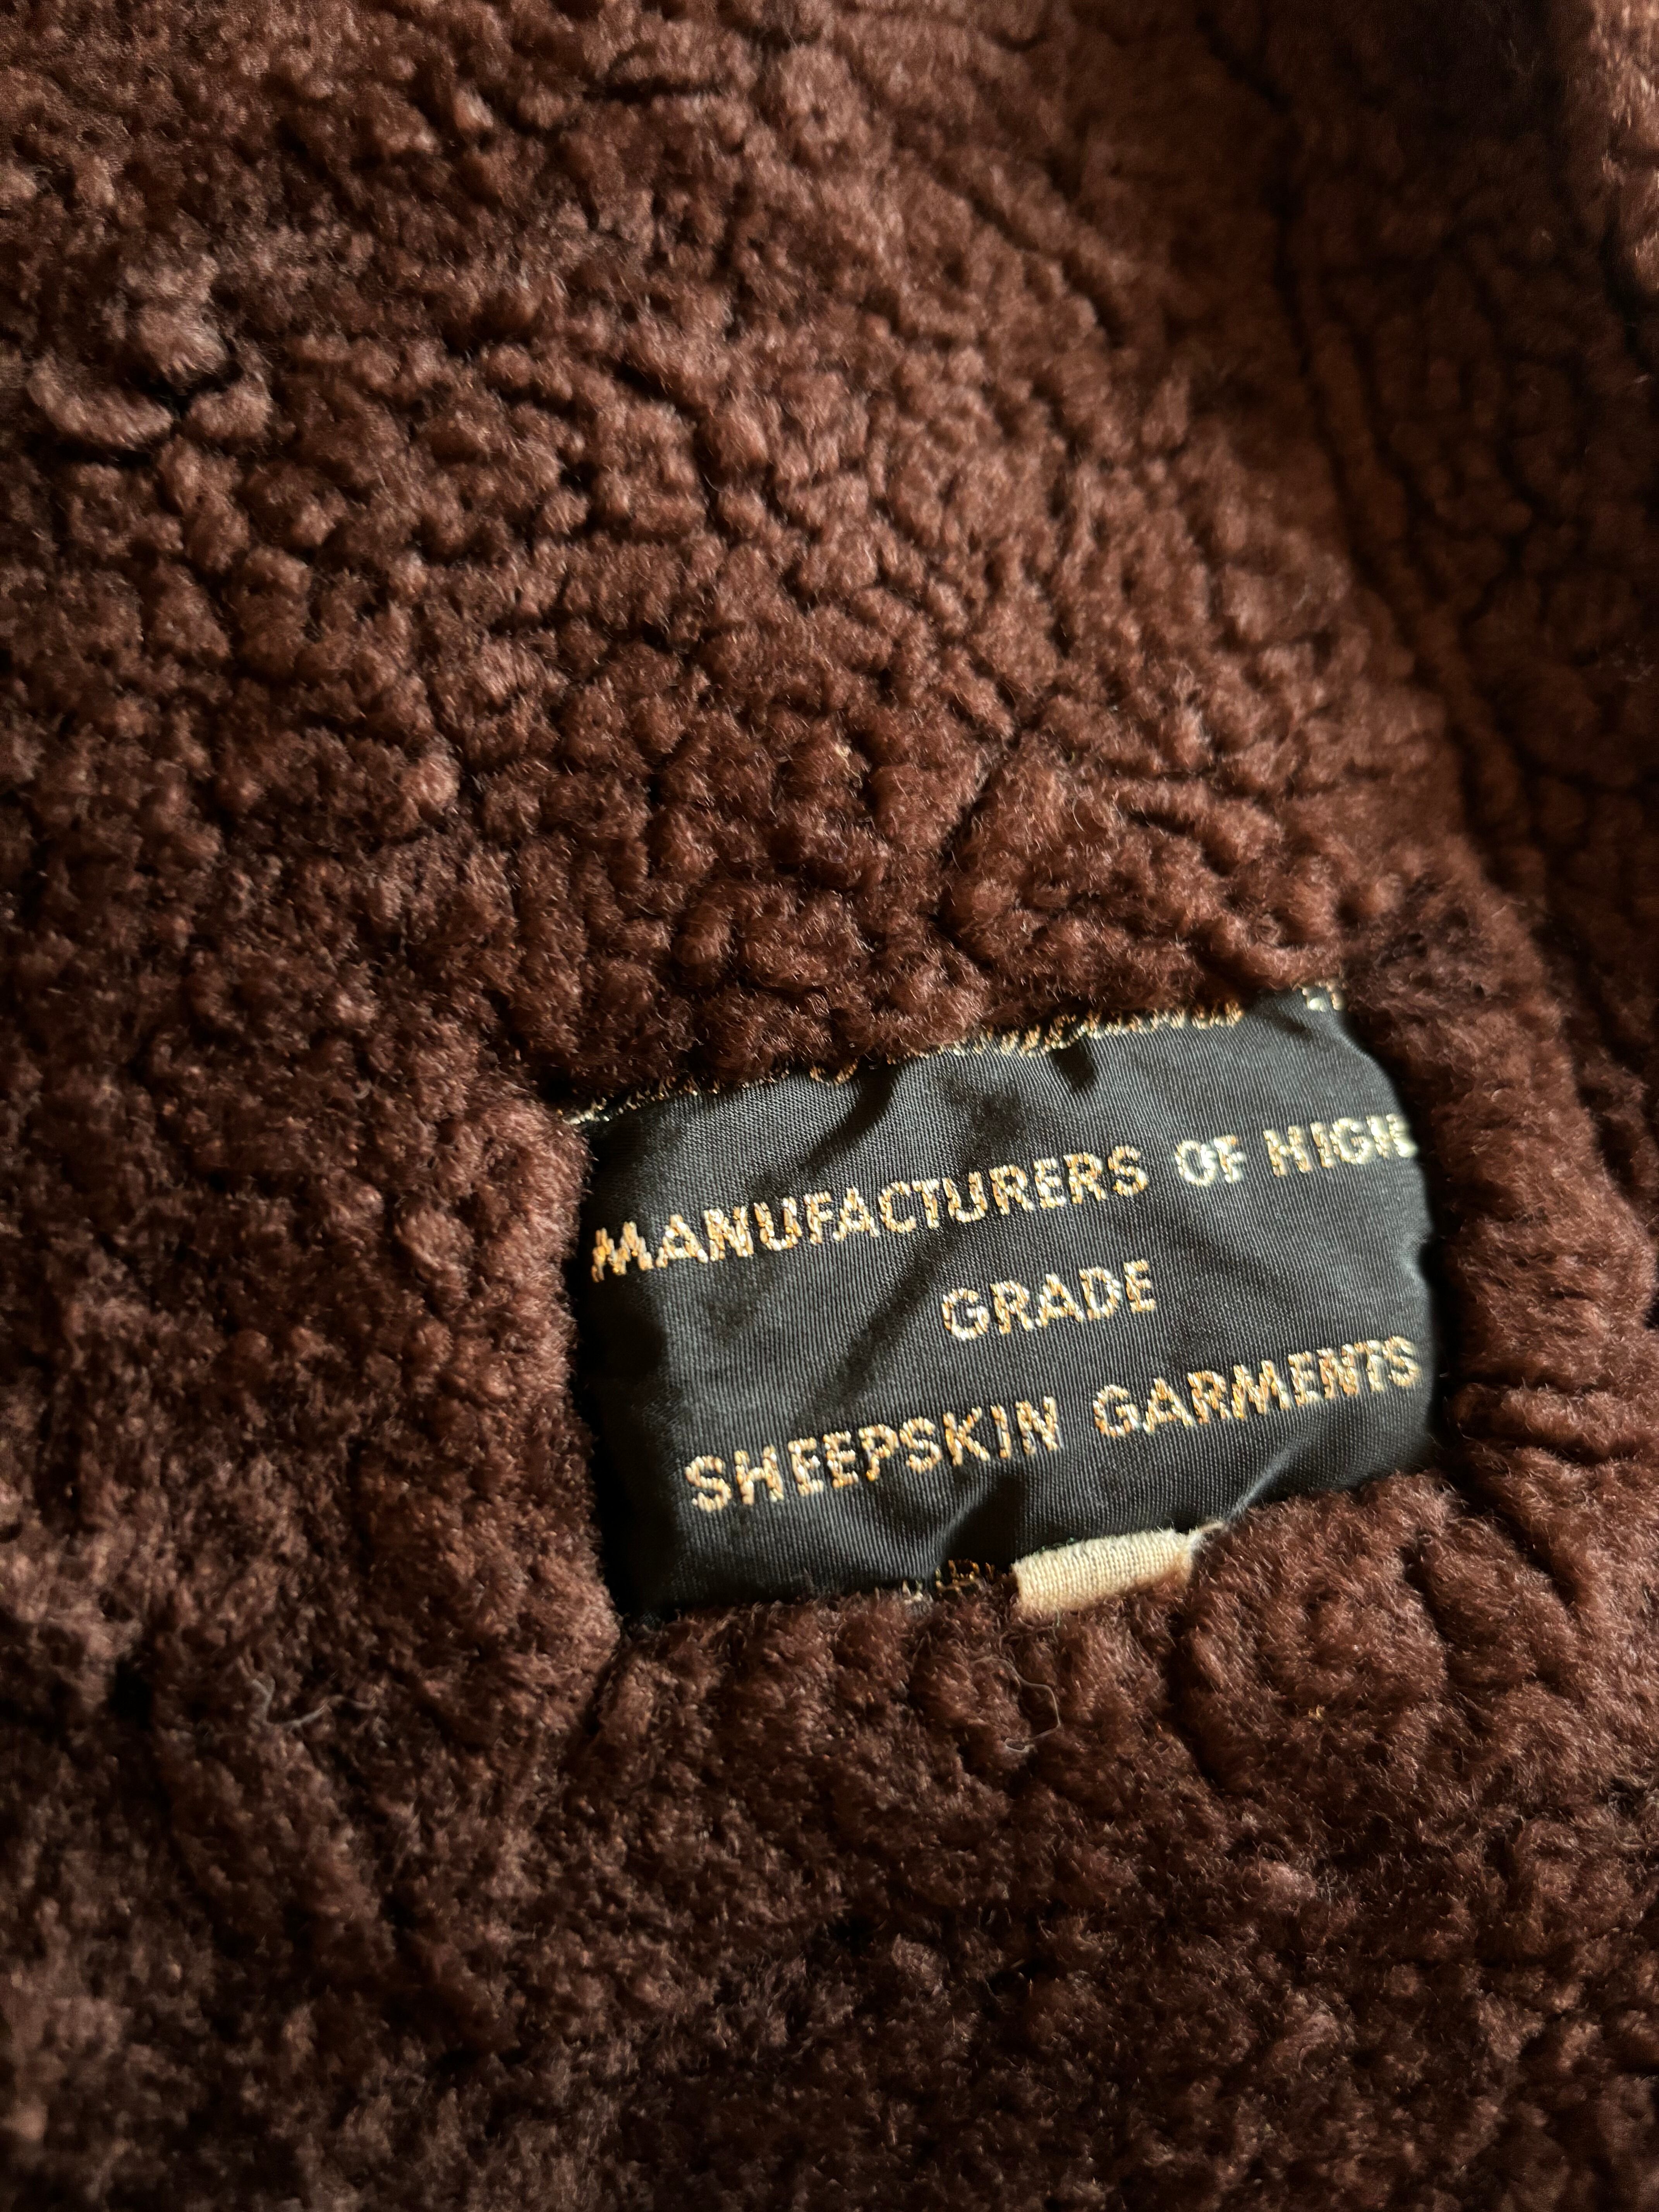 MANUFACTURERS OF HIGH
GRADE
SHEEPSKIN GARMENTS